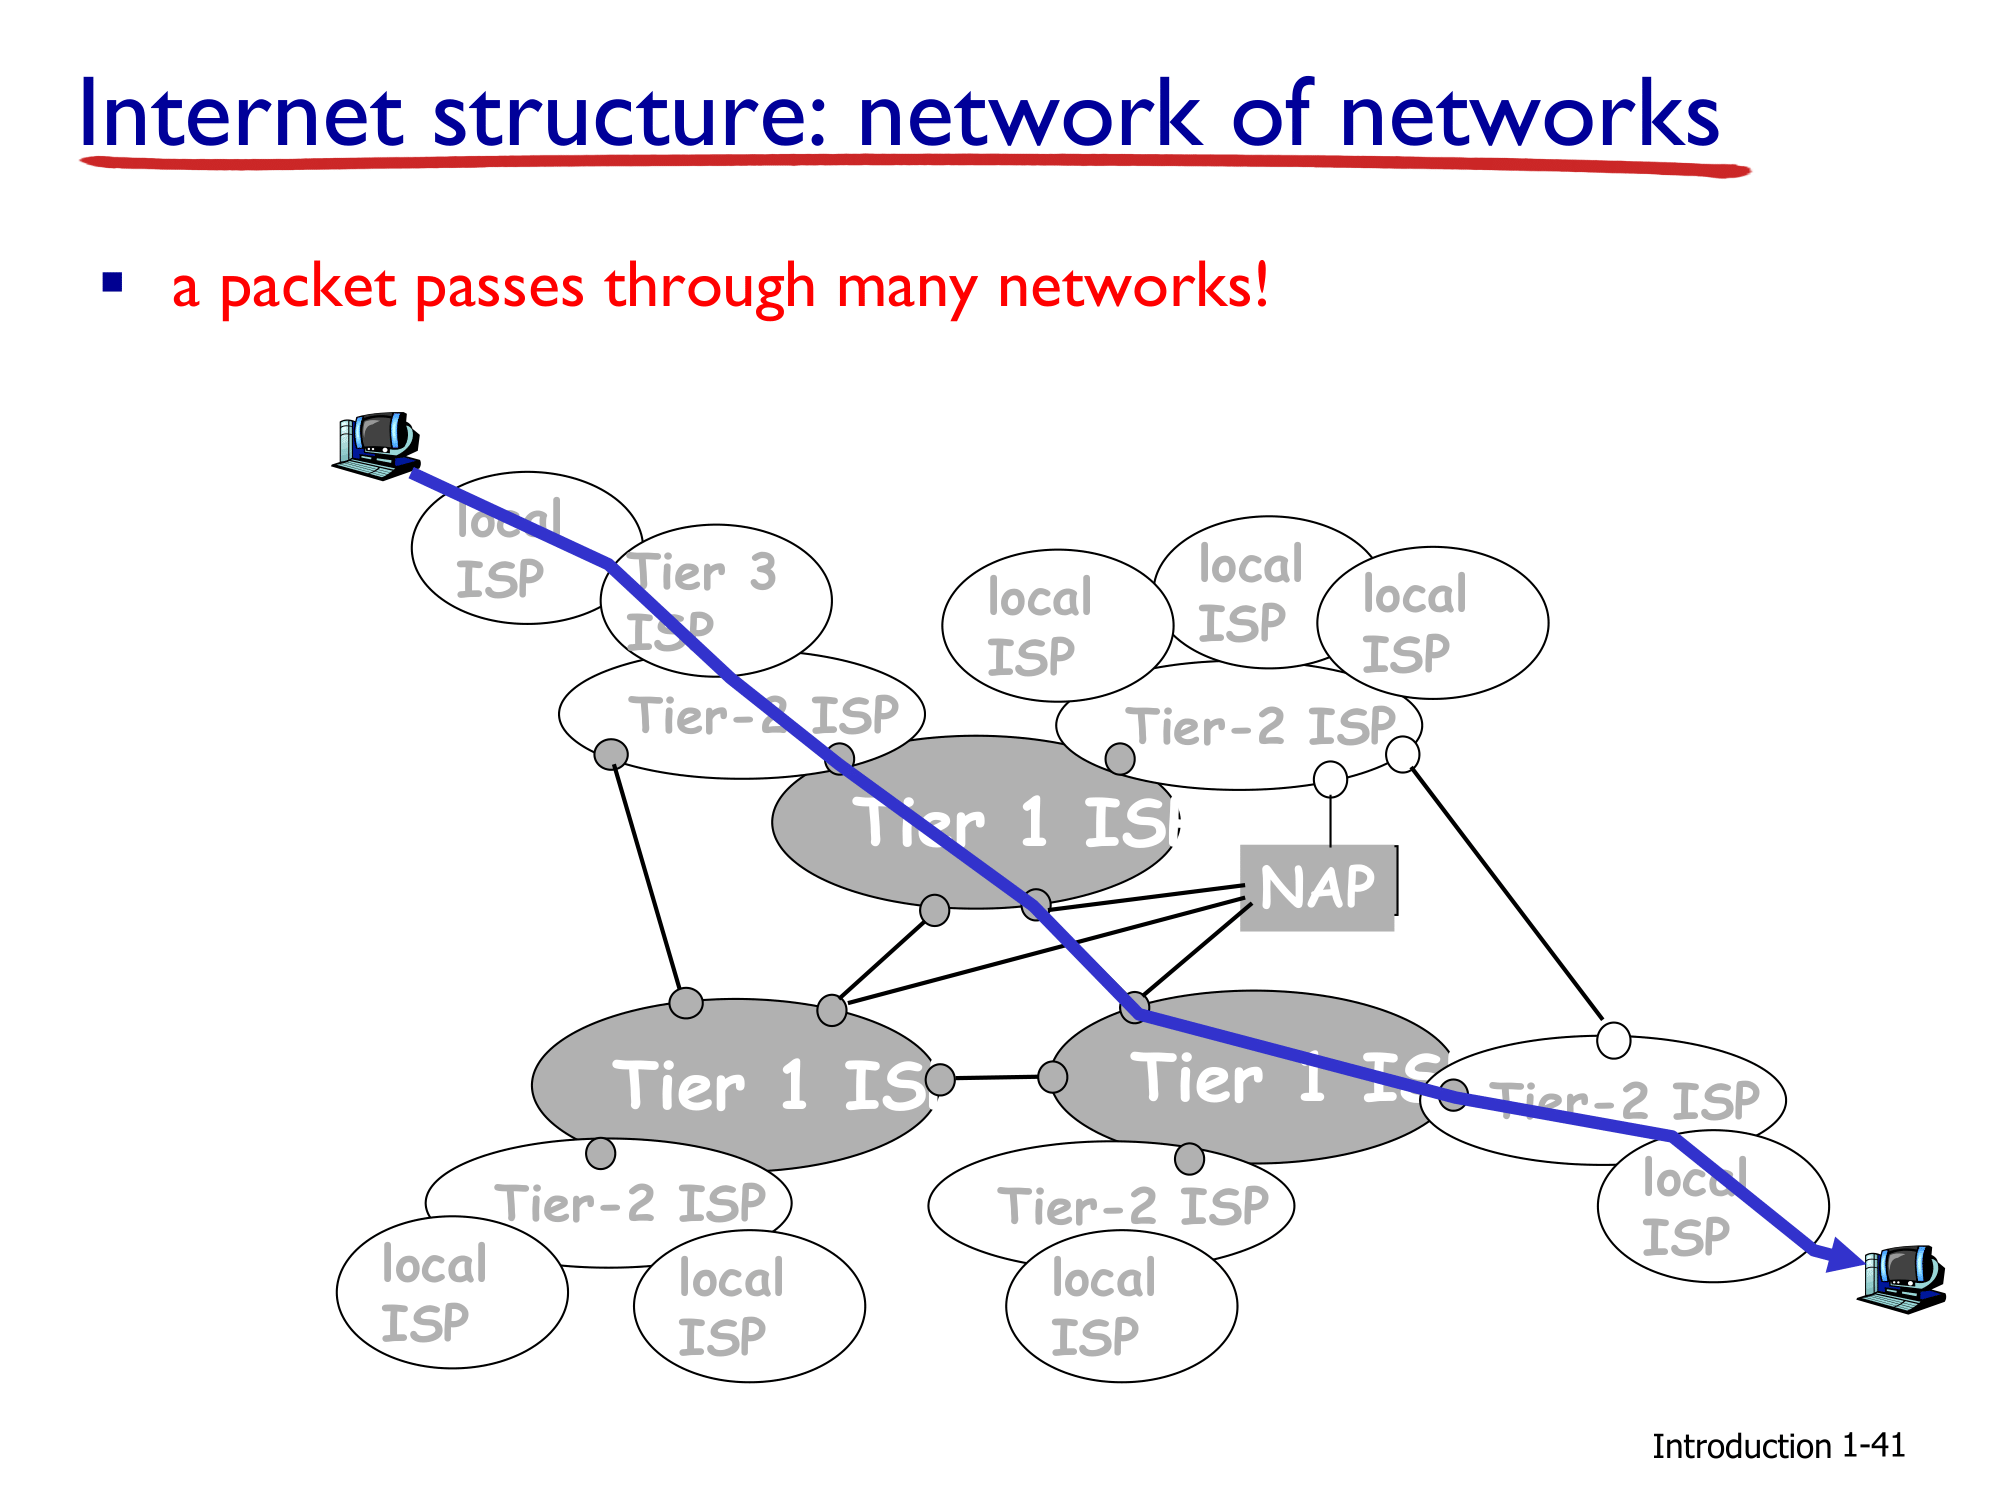 Internet structure: network of networks
▪ a packet passes through many networks!
local
ISP
Tier 3
ISP
local
ISP
local
ISP
local
ISP
Tier-2 ISP
Tier-2 ISP
Tier 1 ISP
NAP
Tier 1 IS
Tier 1 IS
Tier-2 ISP
local
ISP
Tier-2 ISP
Tier-2 ISP
local
ISP
local
ISP
local
ISP
Introduction 1-41